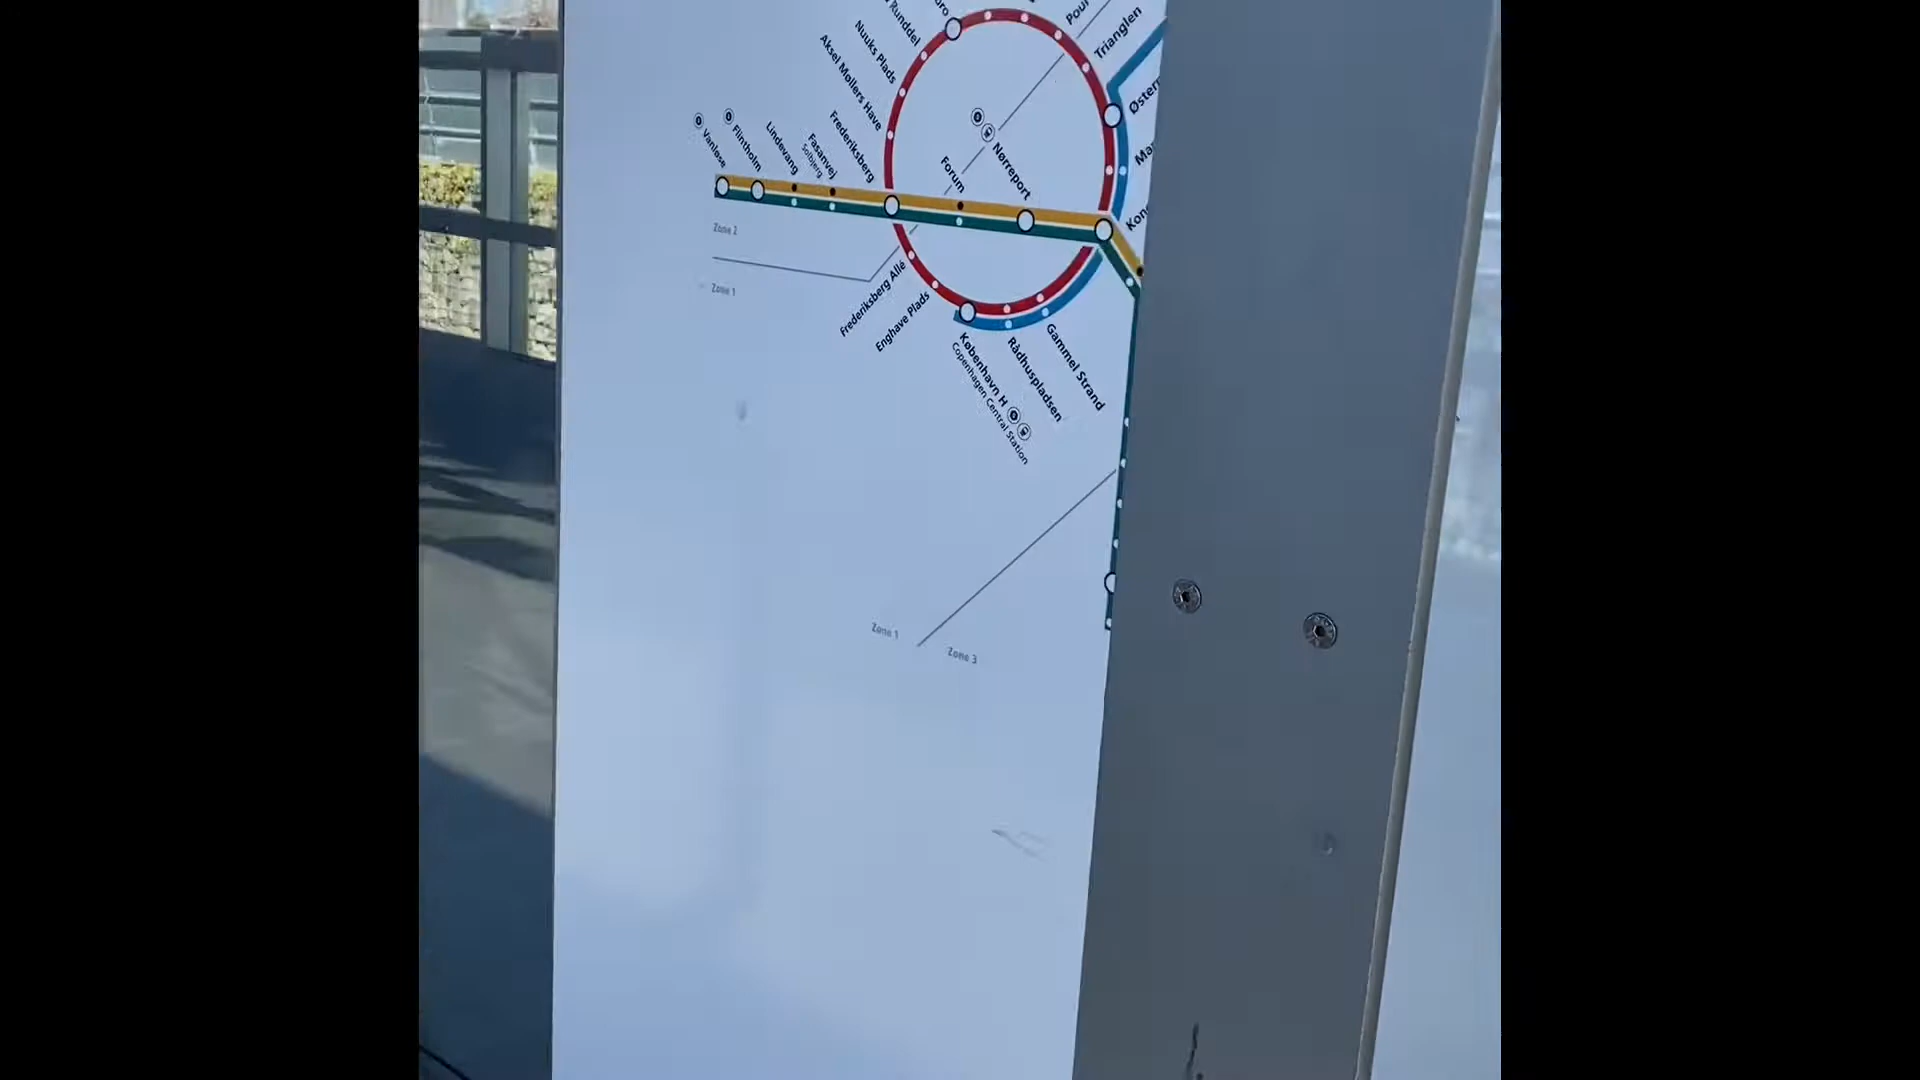 Runddel
Nuuks Plads
Aksel Møllers Have
Trianglen
Vanløse
Flintholm
Lindevang
Fasanvej
Solbjerg
Frederiksberg
Forum
Nørreport
Zone 2
Zone 1
Frederiksberg Allé
Enghave Plads
København H
Copenhagen Central Station
Rådhuspladsen
Gammel Strand
Zone 1
Zone 3